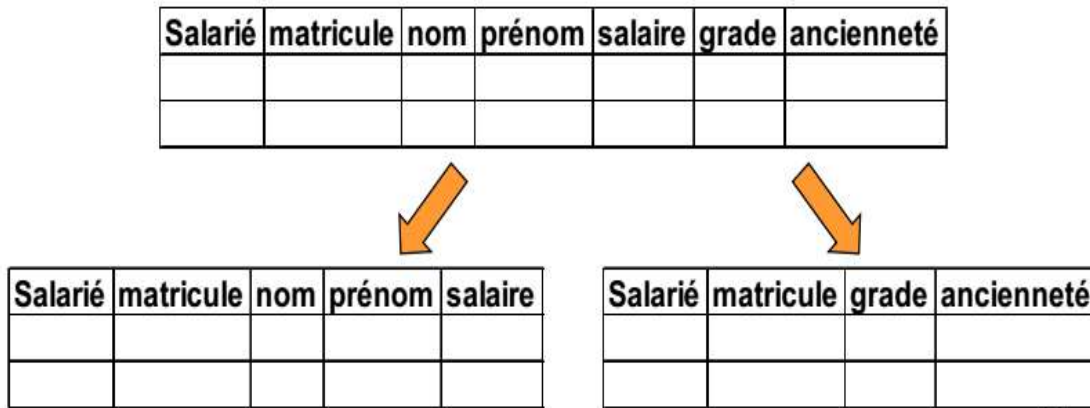 Salarié matricule nom prénom salaire grade ancienneté
Salarié matricule nom prénom salaire
Salarié matricule grade ancienneté